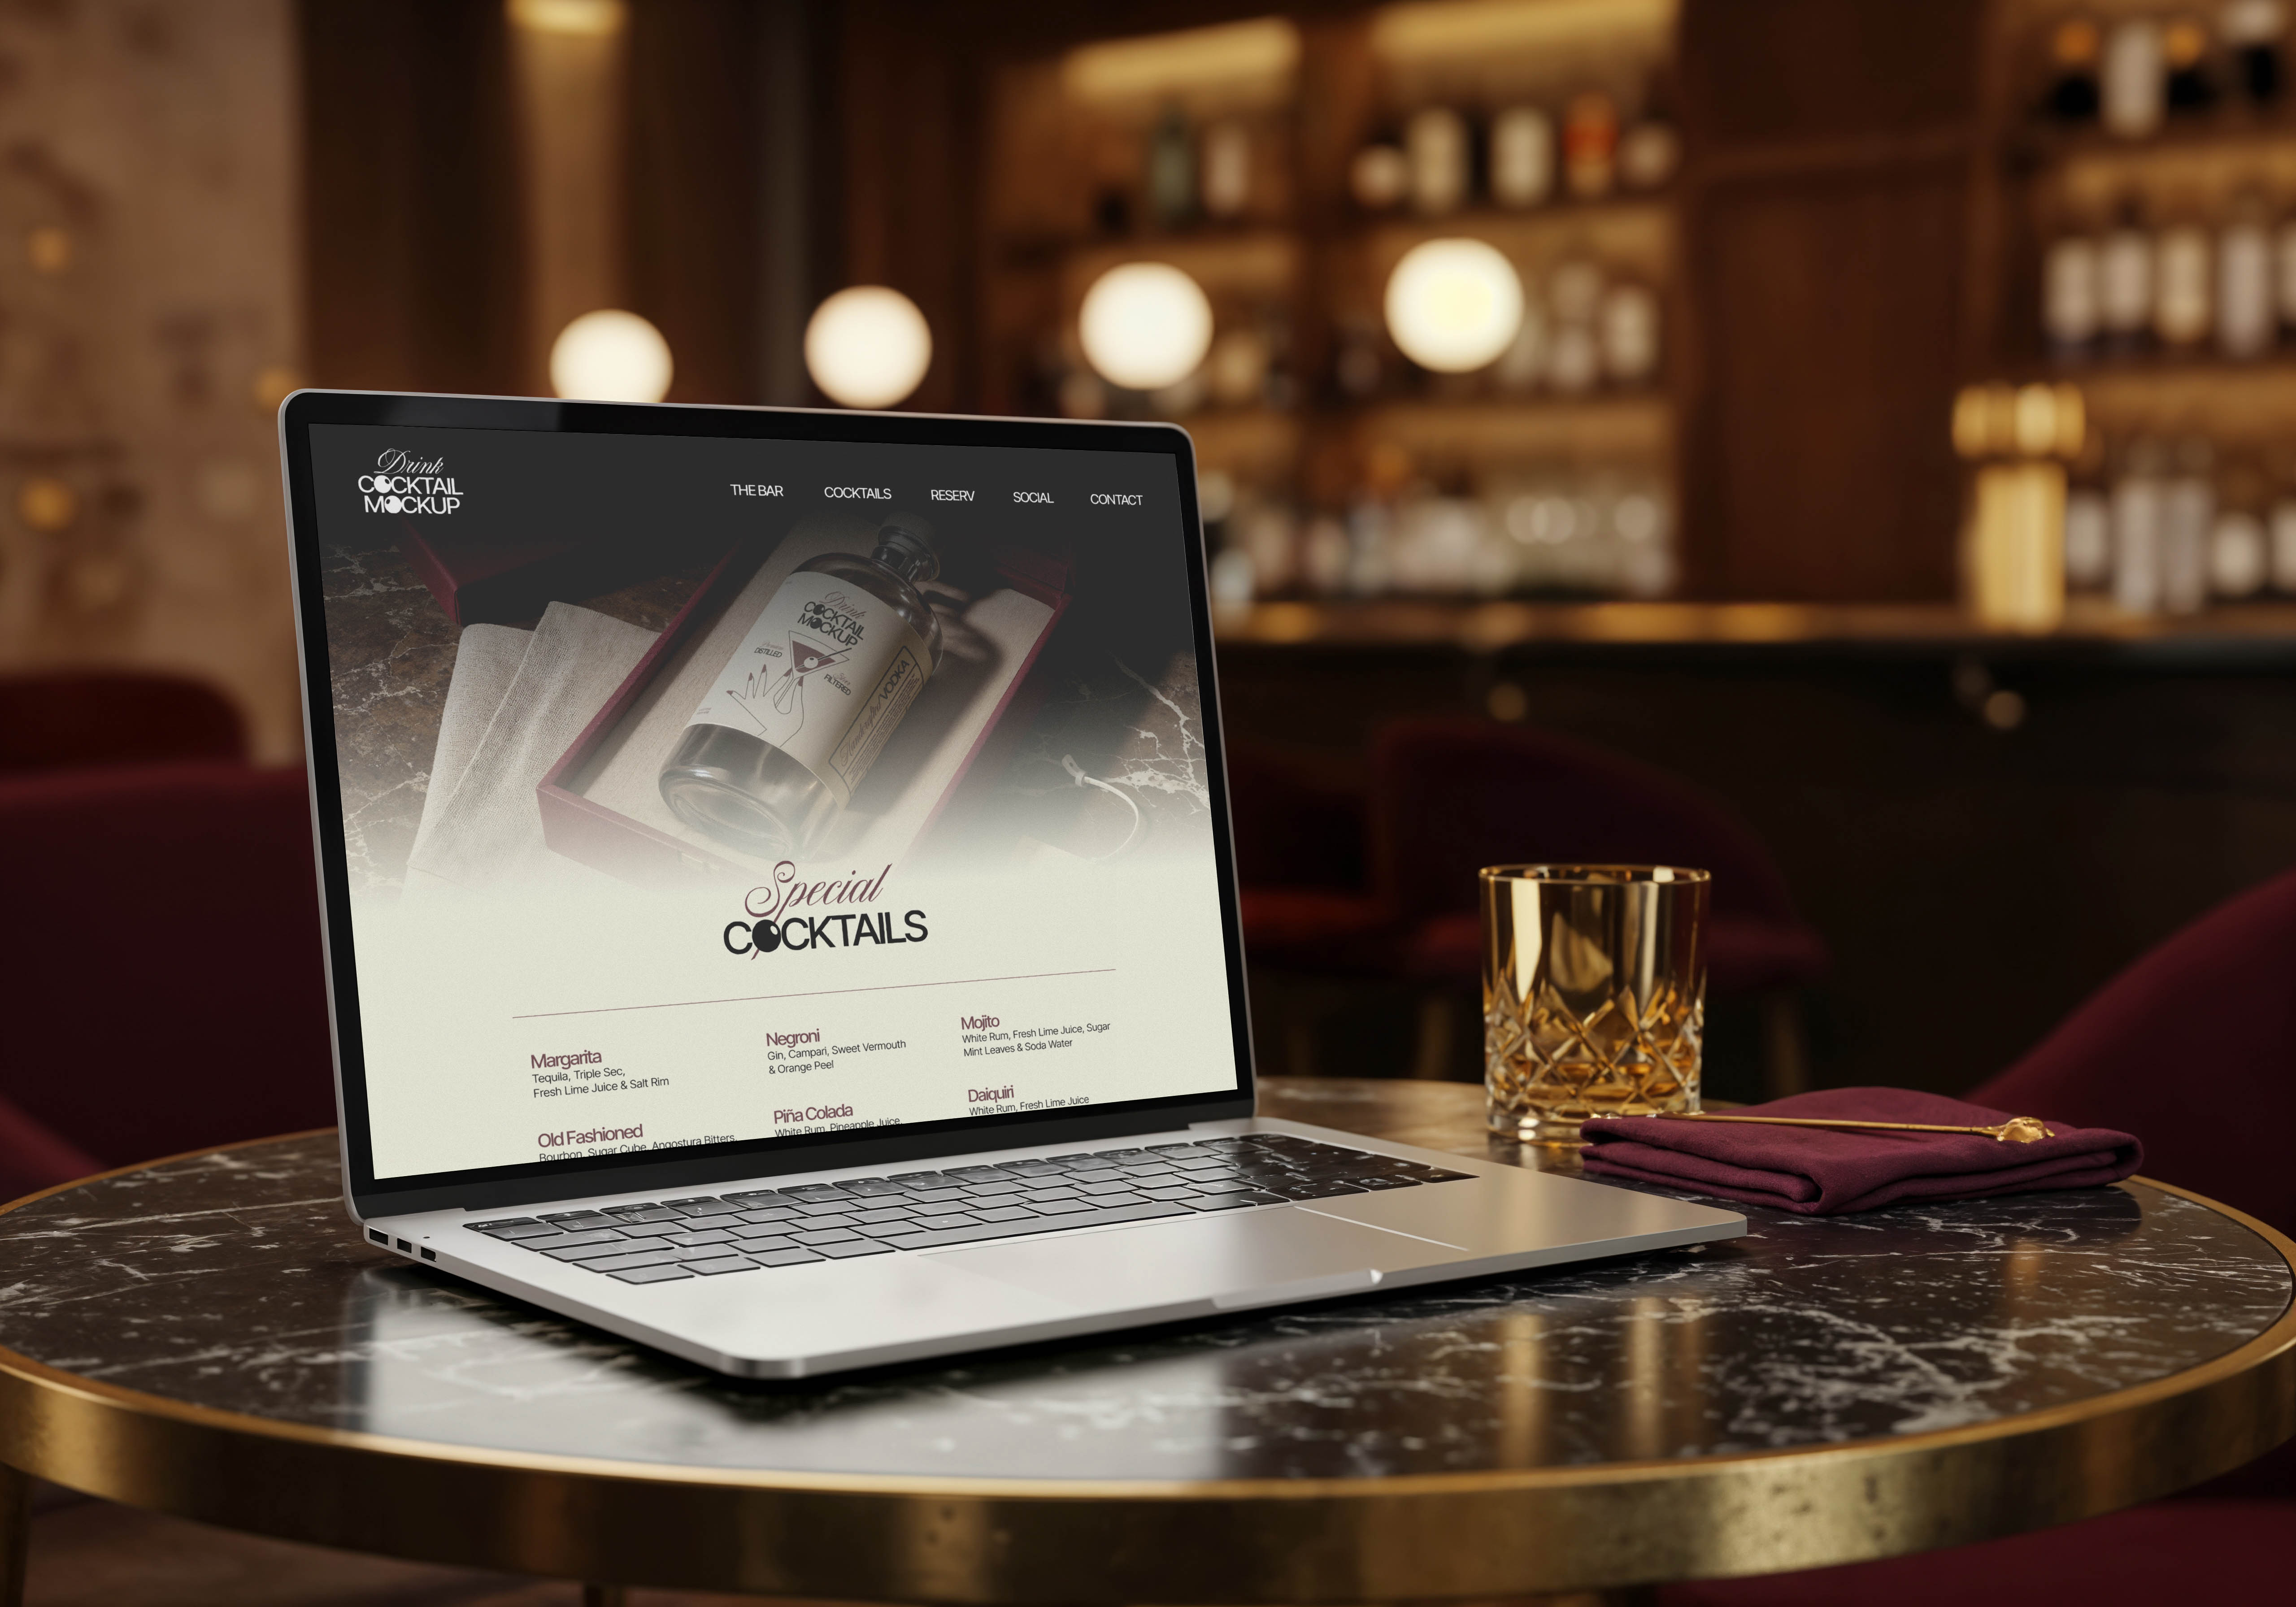 Drink
COCKTAIL
MOCKUP
THE BAR
COCKTAILS
RESERV
SOCIAL
CONTACT
Drink
COCKTAIL
MOCKUP
DISTILLED
FILTERED
VODKA
Special
COCKTAILS
Margarita
Tequila, Triple Sec,
Fresh Lime Juice & Salt Rim
Old Fashioned
Bourbon, Sugar Cube, Angostura Bitters,
Negroni
Gin, Campari, Sweet Vermouth
& Orange Peel
Piña Colada
White Rum, Pineapple Juice,
Mojito
White Rum, Fresh Lime Juice, Sugar
Mint Leaves & Soda Water
Daiquiri
White Rum, Fresh Lime Juice